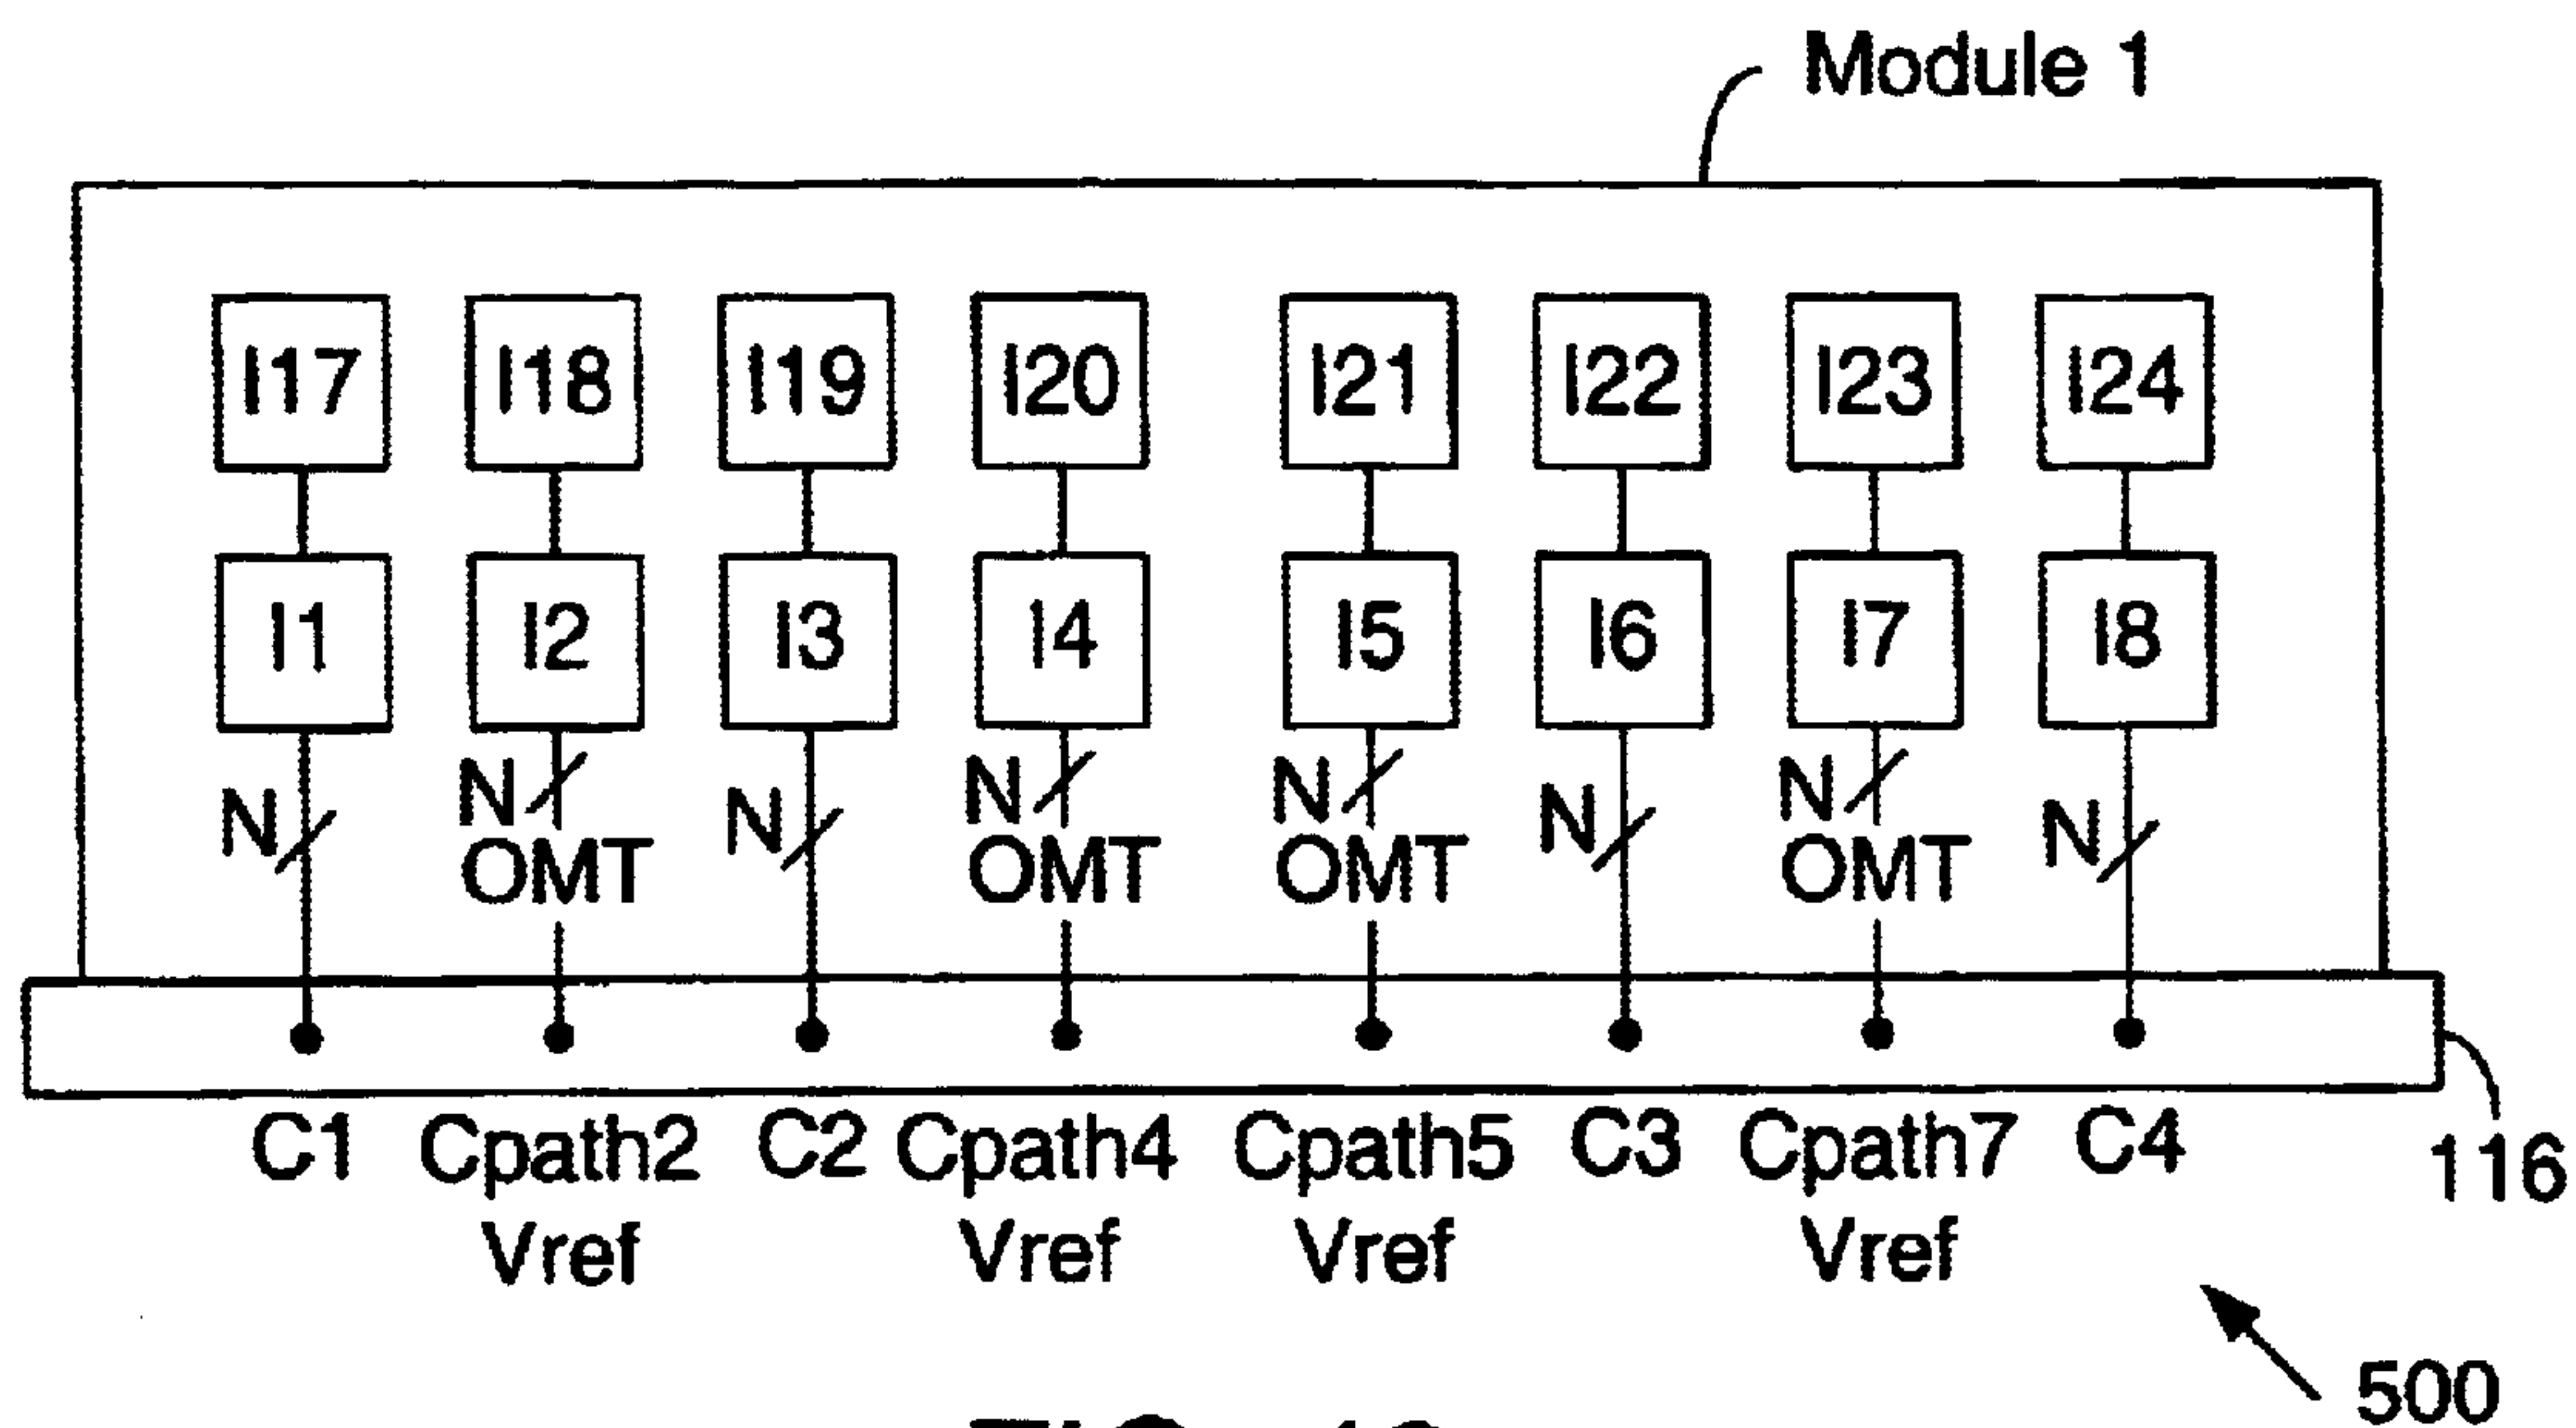 Module 1
I17 I18 I19 I20 I21 I22 I23 I24
I1 I2 I3 I4 I5 I6 I7 I8
N N N N N N N N
OMT OMT OMT OMT
C1 Cpath2 C2 Cpath4 Cpath5 C3 Cpath7 C4
116
Vref Vref Vref Vref
500